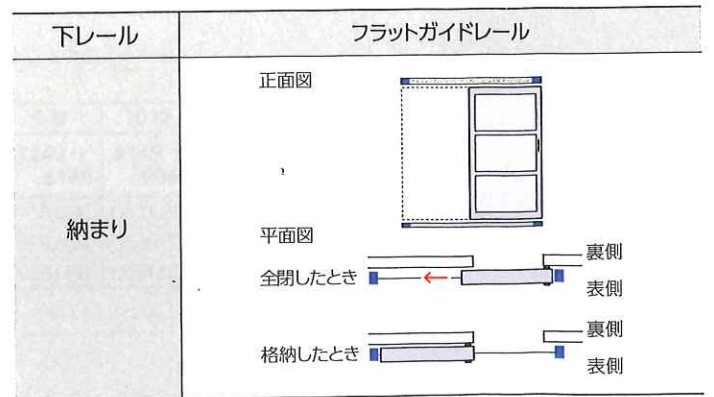 下レール
フラットガイドレール
納まり
正面図
平面図
裏側
全閉したとき
表側
裏側
格納したとき
表側